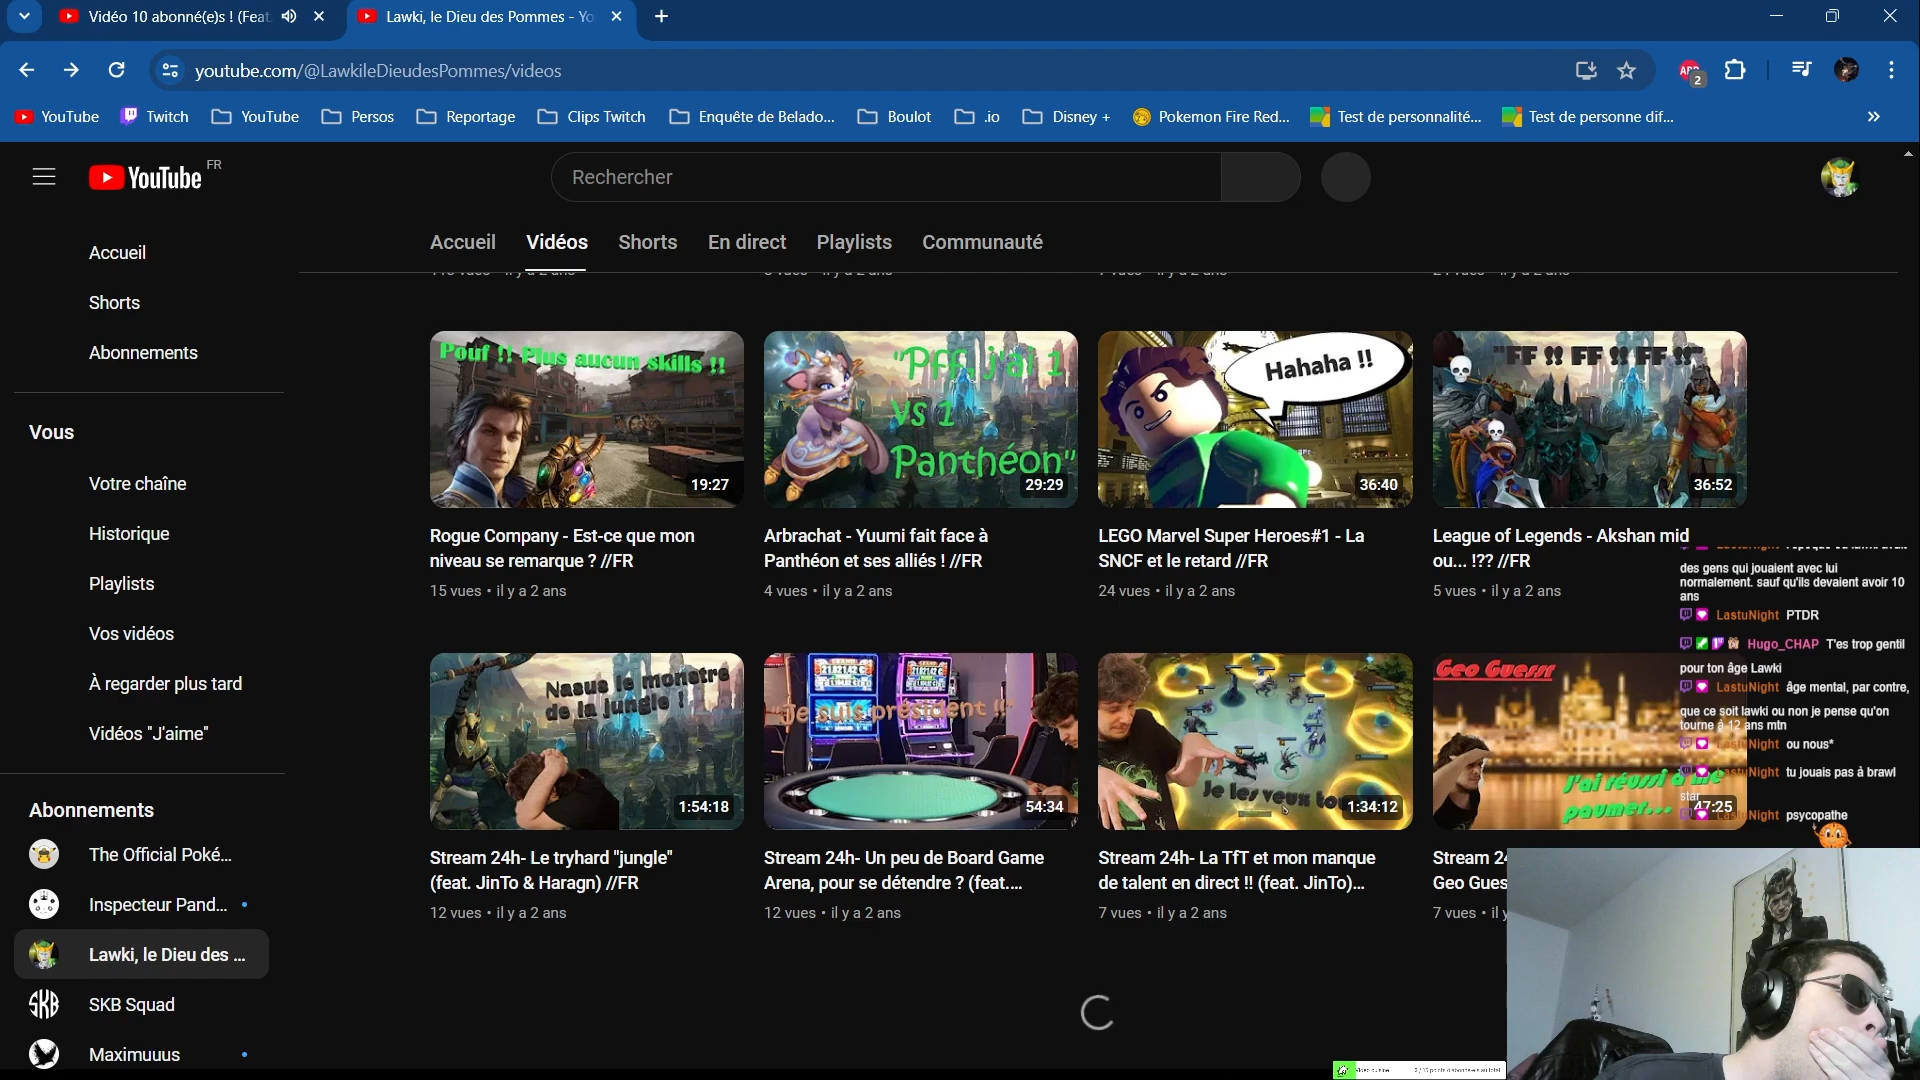 Vidéo 10 abonné(e)s ! (Feat
Lawki, le Dieu des Pommes - Yo
youtube.com/@LawkileDieudesPommes/videos
ABP
2
YouTube
Twitch
YouTube
Persos
Reportage
Clips Twitch
Enquête de Belado...
Boulot
.io
Disney +
Pokemon Fire Red...
Test de personnalité...
Test de personne dif...
YouTube FR
Rechercher
Accueil
Vidéos
Shorts
En direct
Playlists
Communauté
Accueil
Shorts
Abonnements
Vous
Votre chaîne
Historique
Playlists
Vos vidéos
À regarder plus tard
Vidéos "J'aime"
Abonnements
The Official Poké...
Inspecteur Pand...
Lawki, le Dieu des ...
SKB Squad
Maximuuus
Pouf !! Plus aucun skills !!
19:27
"Pff, j'ai 1
vs 1
Panthéon"
29:29
Hahaha !!
36:40
"FF !! FF !! FF !!"
36:52
Rogue Company - Est-ce que mon
niveau se remarque ? //FR
15 vues • il y a 2 ans
Arbrachat - Yuumi fait face à
Panthéon et ses alliés ! //FR
4 vues • il y a 2 ans
LEGO Marvel Super Heroes#1 - La
SNCF et le retard //FR
24 vues • il y a 2 ans
League of Legends - Akshan mid
ou... !?? //FR
5 vues • il y a 2 ans
des gens qui jouaient avec lui
normalement. sauf qu'ils devaient avoir 10
ans
LastuNight PTDR
Hugo_CHAP T'es trop gentil
pour ton âge Lawki
LastuNight âge mental, par contre,
que ce soit lawki ou non je pense qu'on
tourne à 12 ans mtn
LastuNight ou nous*
LastuNight tu jouais pas à brawl
star
LastuNight psycopathe
Nasus le monstre
de la jungle !
1:54:18
"Je suis président !!"
54:34
Je les veux
1:34:12
Geo Guessr
J'ai réussi à me
paumer...
47:25
Stream 24h- Le tryhard "jungle"
(feat. JinTo & Haragn) //FR
12 vues • il y a 2 ans
Stream 24h- Un peu de Board Game
Arena, pour se détendre ? (feat....
12 vues • il y a 2 ans
Stream 24h- La TfT et mon manque
de talent en direct !! (feat. JinTo)...
7 vues • il y a 2 ans
Stream 24
Geo Gues
7 vues • il y